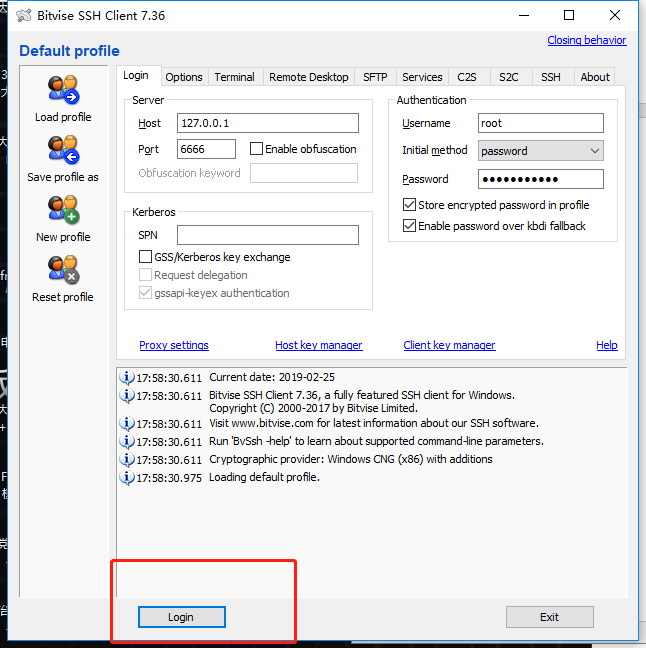 Bitvise SSH Client 7.36
Default profile
Closing behavior
Load profile
Save profile as
New profile
Reset profile
Login Options Terminal Remote Desktop SFTP Services C2S S2C SSH About
Server
Host 127.0.0.1
Port 6666 Enable obfuscation
Obfuscation keyword
Kerberos
SPN
GSS/Kerberos key exchange
Request delegation
gssapi-keyex authentication
Authentication
Username root
Initial method password
Password •••••••••••
Store encrypted password in profile
Enable password over kbdi fallback
Proxy settings Host key manager Client key manager Help
17:58:30.611 Current date: 2019-02-25
17:58:30.611 Bitvise SSH Client 7.36, a fully featured SSH client for Windows.
Copyright (C) 2000-2017 by Bitvise Limited.
17:58:30.611 Visit www.bitvise.com for latest information about our SSH software.
17:58:30.611 Run 'BvSsh -help' to learn about supported command-line parameters.
17:58:30.611 Cryptographic provider: Windows CNG (x86) with additions
17:58:30.975 Loading default profile.
Login Exit